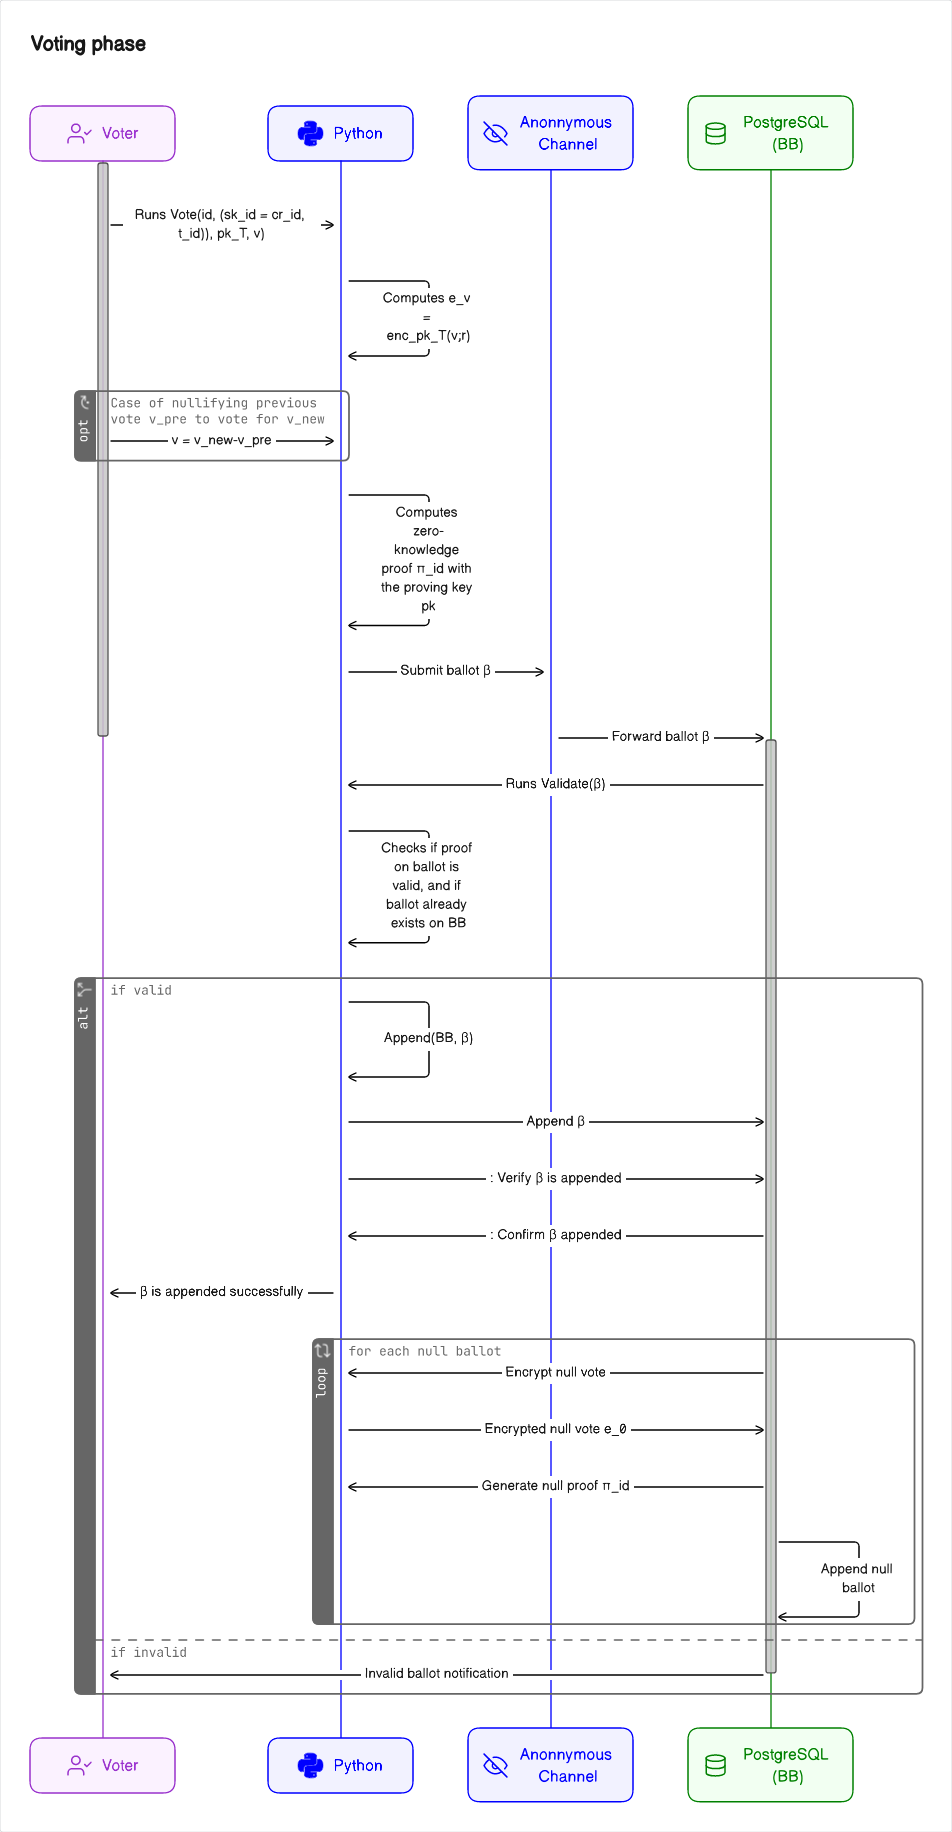 Voting phase
Voter
Python
Anonnymous
Channel
PostgreSQL
(BB)
Runs Vote(id, (sk_id = cr_id,
t_id)), pk_T, v)
Computes e_v
=
enc_pk_T(v;r)
opt
Case of nullifying previous
vote v_pre to vote for v_new
v = v_new-v_pre
Computes
zero-
knowledge
proof π_id with
the proving key
pk
Submit ballot β
Forward ballot β
Runs Validate(β)
Checks if proof
on ballot is
valid, and if
ballot already
exists on BB
alt
if valid
Append(BB, β)
Append β
: Verify β is appended
: Confirm β appended
β is appended successfully
loop
for each null ballot
Encrypt null vote
Encrypted null vote e_0
Generate null proof π_id
Append null
ballot
if invalid
Invalid ballot notification
Voter
Python
Anonnymous
Channel
PostgreSQL
(BB)